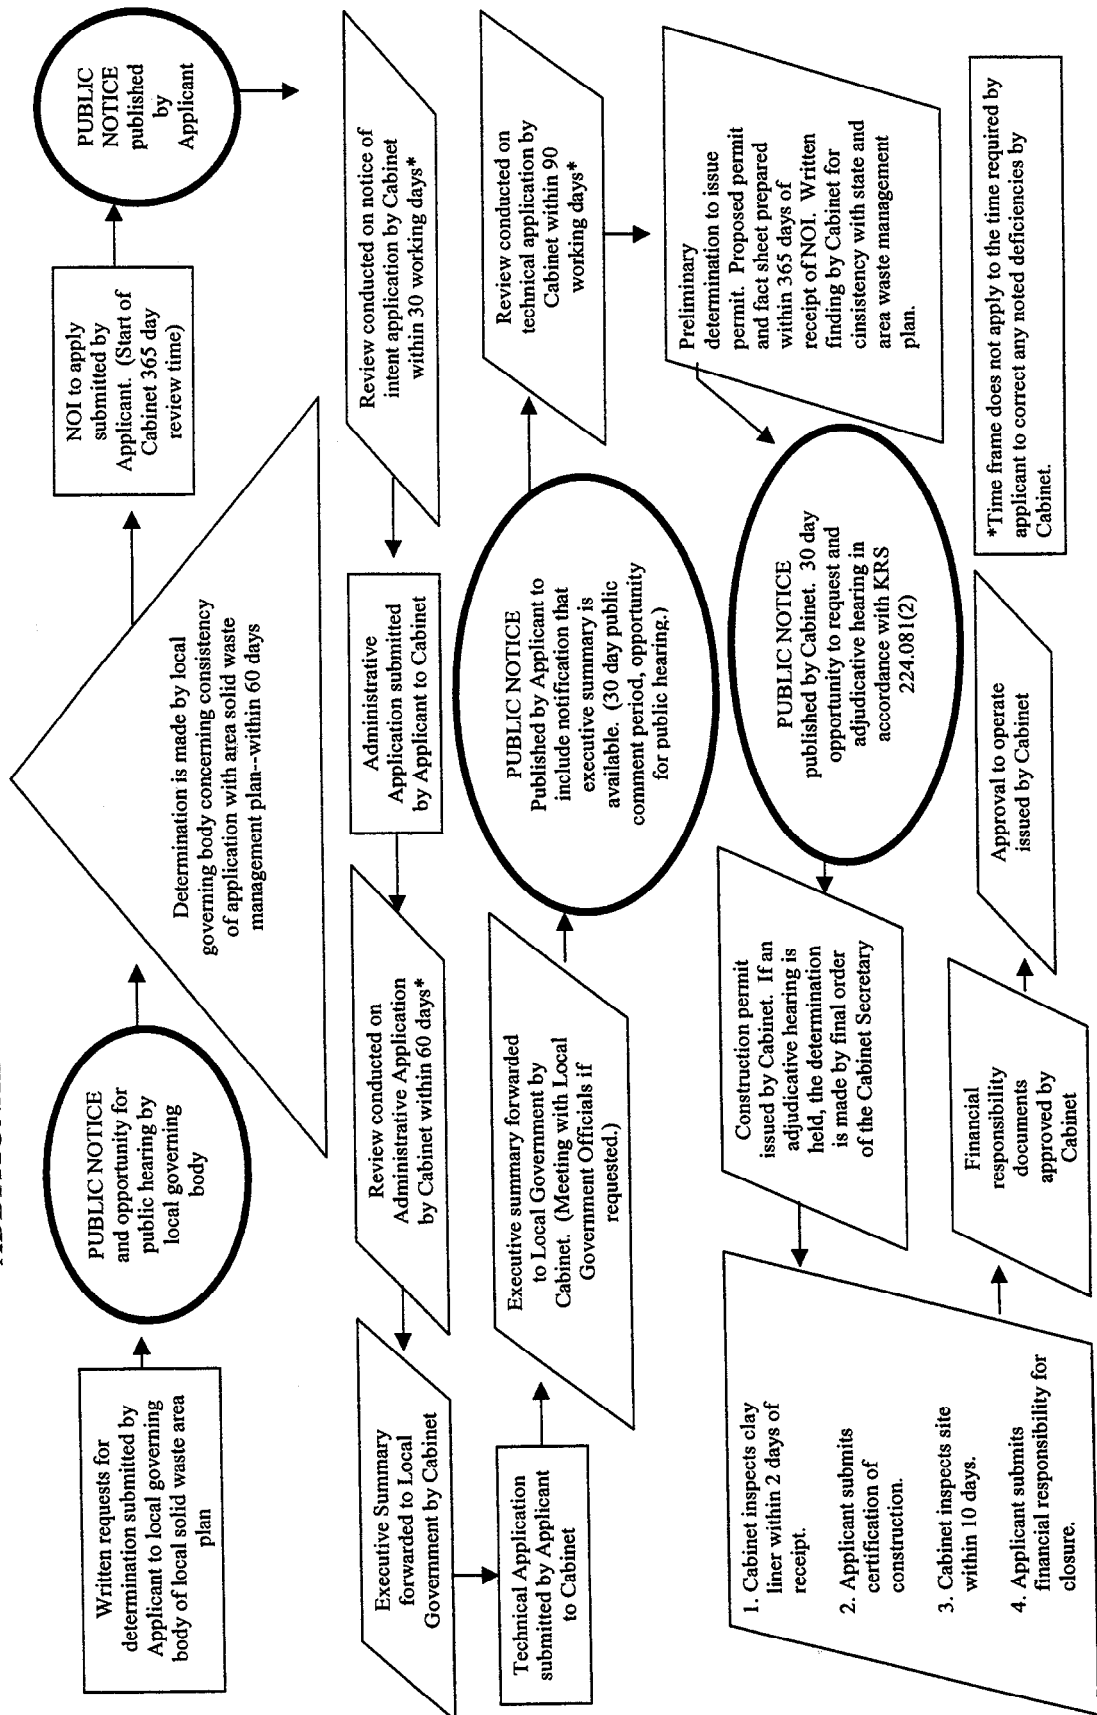 Written requests for
determination submitted by
Applicant to local governing
body of local solid waste area
plan
PUBLIC NOTICE
and opportunity for
public hearing by
local governing
body
Determination is made by local
governing body concerning consistency
of application with area solid waste
management plan--within 60 days
NOI to apply
submitted by
Applicant. (Start of
Cabinet 365 day
review time)
PUBLIC
NOTICE
published
by
Applicant
Review conducted on notice of
intent application by Cabinet
within 30 working days*
Administrative
Application submitted
by Applicant to Cabinet
Review conducted on
Administrative Application
by Cabinet within 60 days*
Executive Summary
forwarded to Local
Government by Cabinet
Technical Application
submitted by Applicant
to Cabinet
Executive summary forwarded
to Local Government by
Cabinet. (Meeting with Local
Government Officials if
requested.)
PUBLIC NOTICE
Published by Applicant to
include notification that
executive summary is
available. (30 day public
comment period, opportunity
for public hearing.)
Review conducted on
technical application by
Cabinet within 90
working days*
Preliminary
determination to issue
permit. Proposed permit
and fact sheet prepared
within 365 days of
receipt of NOI. Written
finding by Cabinet for
cinsistency with state and
area waste management
plan.
PUBLIC NOTICE
published by Cabinet. 30 day
opportunity to request and
adjudicative hearing in
accordance with KRS
224.081(2)
Construction permit
issued by Cabinet. If an
adjudicative hearing is
held, the determination
is made by final order
of the Cabinet Secretary
1. Cabinet inspects clay
liner within 2 days of
receipt.
2. Applicant submits
certification of
construction.
3. Cabinet inspects site
within 10 days.
4. Applicant submits
financial responsibility for
closure.
Financial
responsibility
documents
approved by
Cabinet
Approval to operate
issued by Cabinet
*Time frame does not apply to the time required by
applicant to correct any noted deficiencies by
Cabinet.